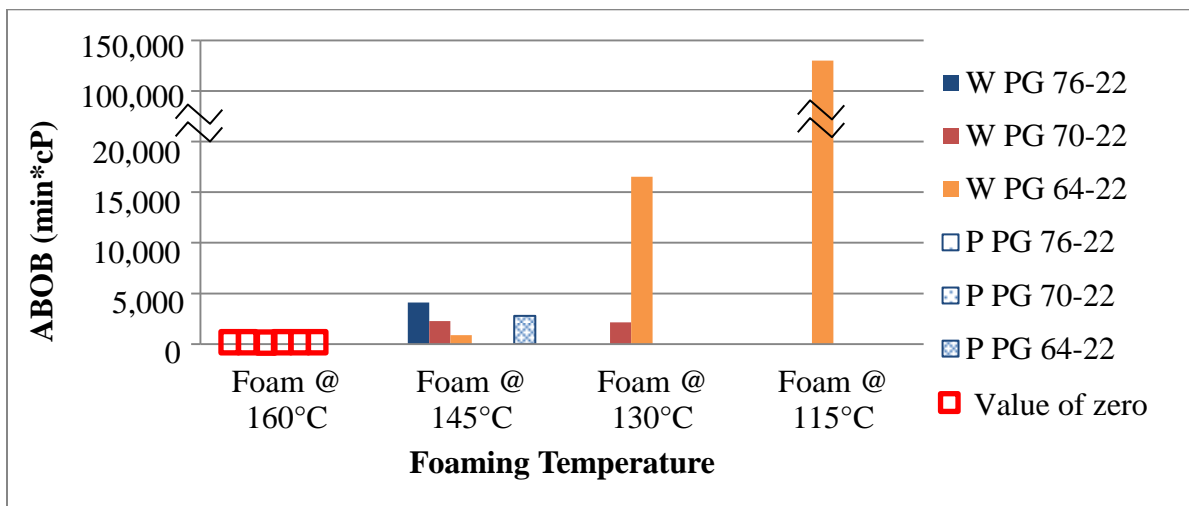 150,000
100,000
20,000
15,000
10,000
5,000
0
ABOB (min*cP)
Foam @
160°C
Foam @
145°C
Foam @
130°C
Foam @
115°C
Foaming Temperature
W PG 76-22
W PG 70-22
W PG 64-22
P PG 76-22
P PG 70-22
P PG 64-22
Value of zero